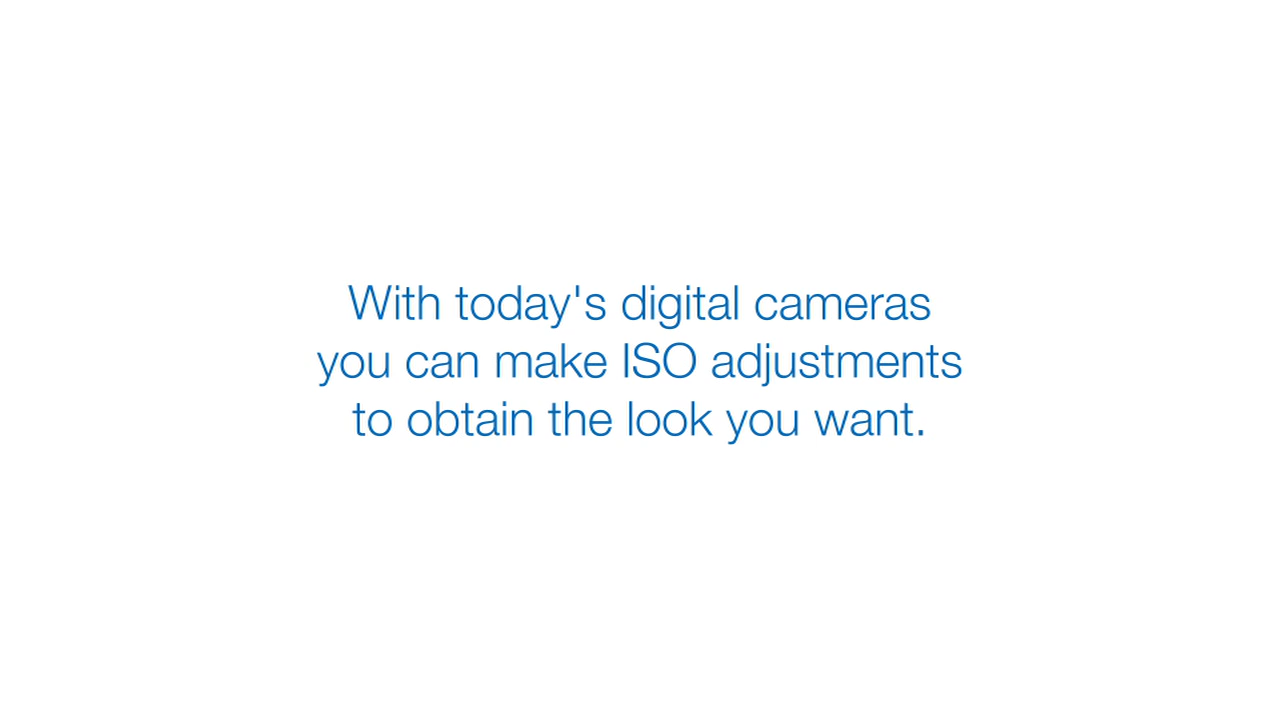 With today's digital cameras
you can make ISO adjustments
to obtain the look you want.